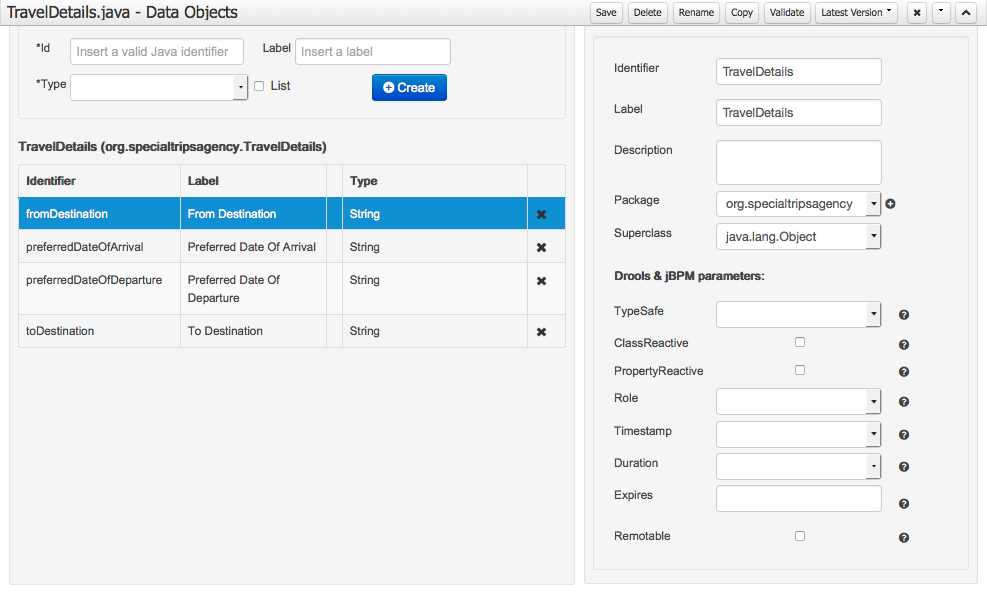 TravelDetails.java - Data Objects
Save Delete Rename Copy Validate Latest Version
*Id Insert a valid Java identifier Label Insert a label
*Type List Create
TravelDetails (org.specialtripsagency.TravelDetails)
Identifier Label Type
fromDestination From Destination String
preferredDateOfArrival Preferred Date Of Arrival String
preferredDateOfDeparture Preferred Date Of String
Departure
toDestination To Destination String
Identifier TravelDetails
Label TravelDetails
Description
Package org.specialtripsagency
Superclass java.lang.Object
Drools & jBPM parameters:
TypeSafe
ClassReactive
PropertyReactive
Role
Timestamp
Duration
Expires
Remotable